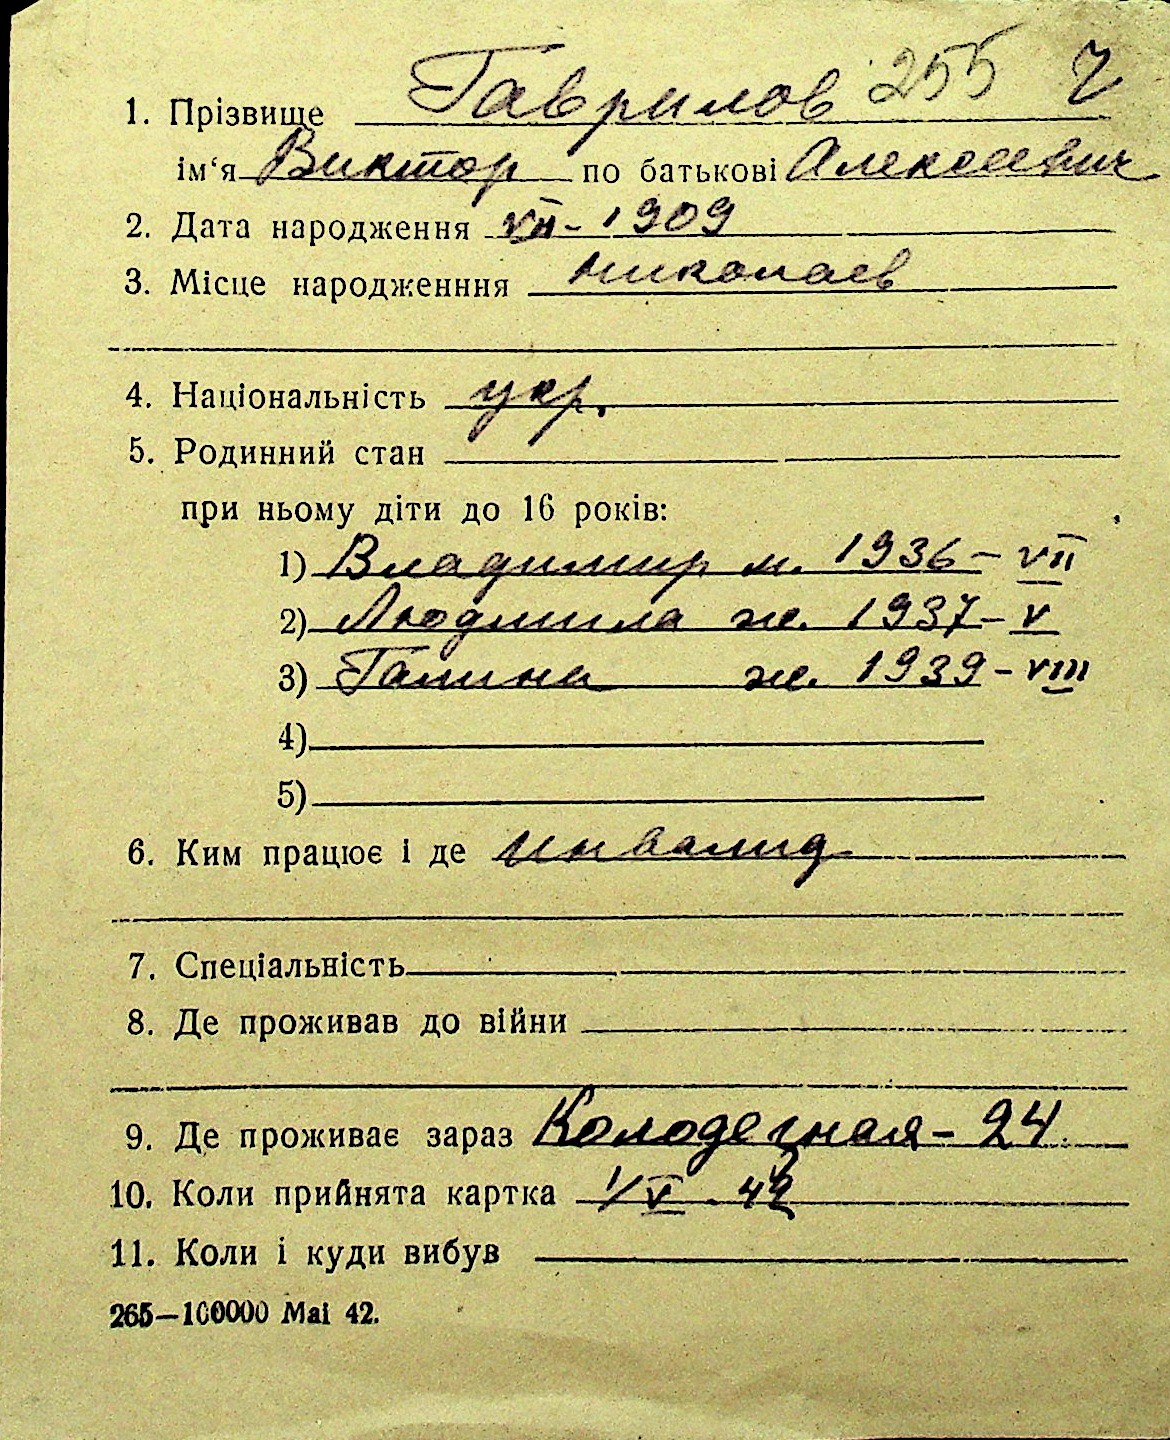 1. Прізвище Гаврилов 255
ім'я Виктор по батькові Алексеевич
2. Дата народження VII - 1909
3. Місце народженння Николаев
4. Національність укр.
5. Родинний стан
при ньому діти до 16 років:
1) Владимир м. 1936 - VII
2) Людмила ж. 1937 - V
3) Галина ж. 1939 - VIII
4)
5)
6. Ким працює і де Инвалид
7. Спеціальність
8. Де проживав до війни
9. Де проживає зараз Колодезная - 24
10. Коли прийнята картка 1/V 42
11. Коли і куди вибув
265—100000 Mai 42.